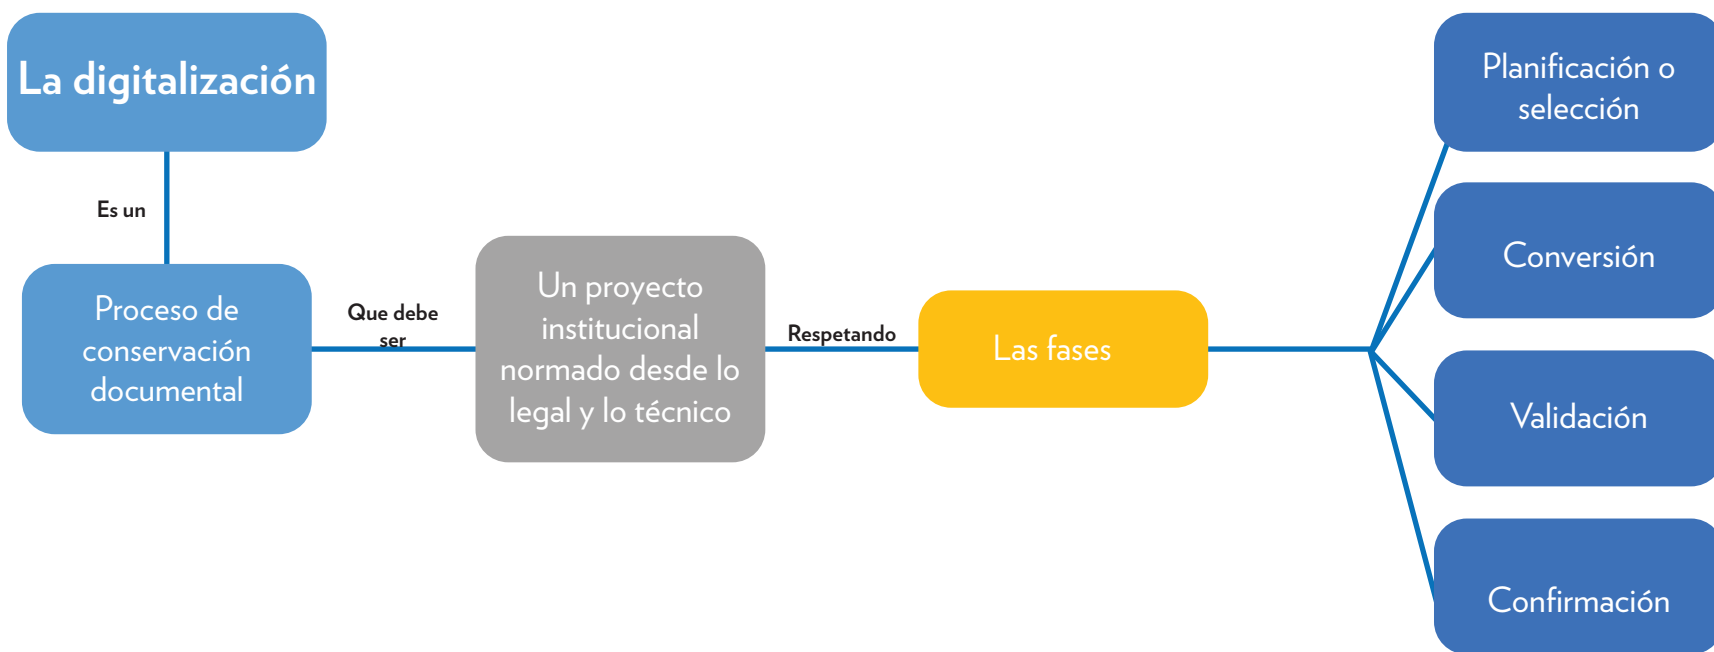 La digitalización
Es un
Proceso de
conservación
documental
Que debe
ser
Un proyecto
institucional
normado desde lo
legal y lo técnico
Respetando
Las fases
Planificación o
selección
Conversión
Validación
Confirmación